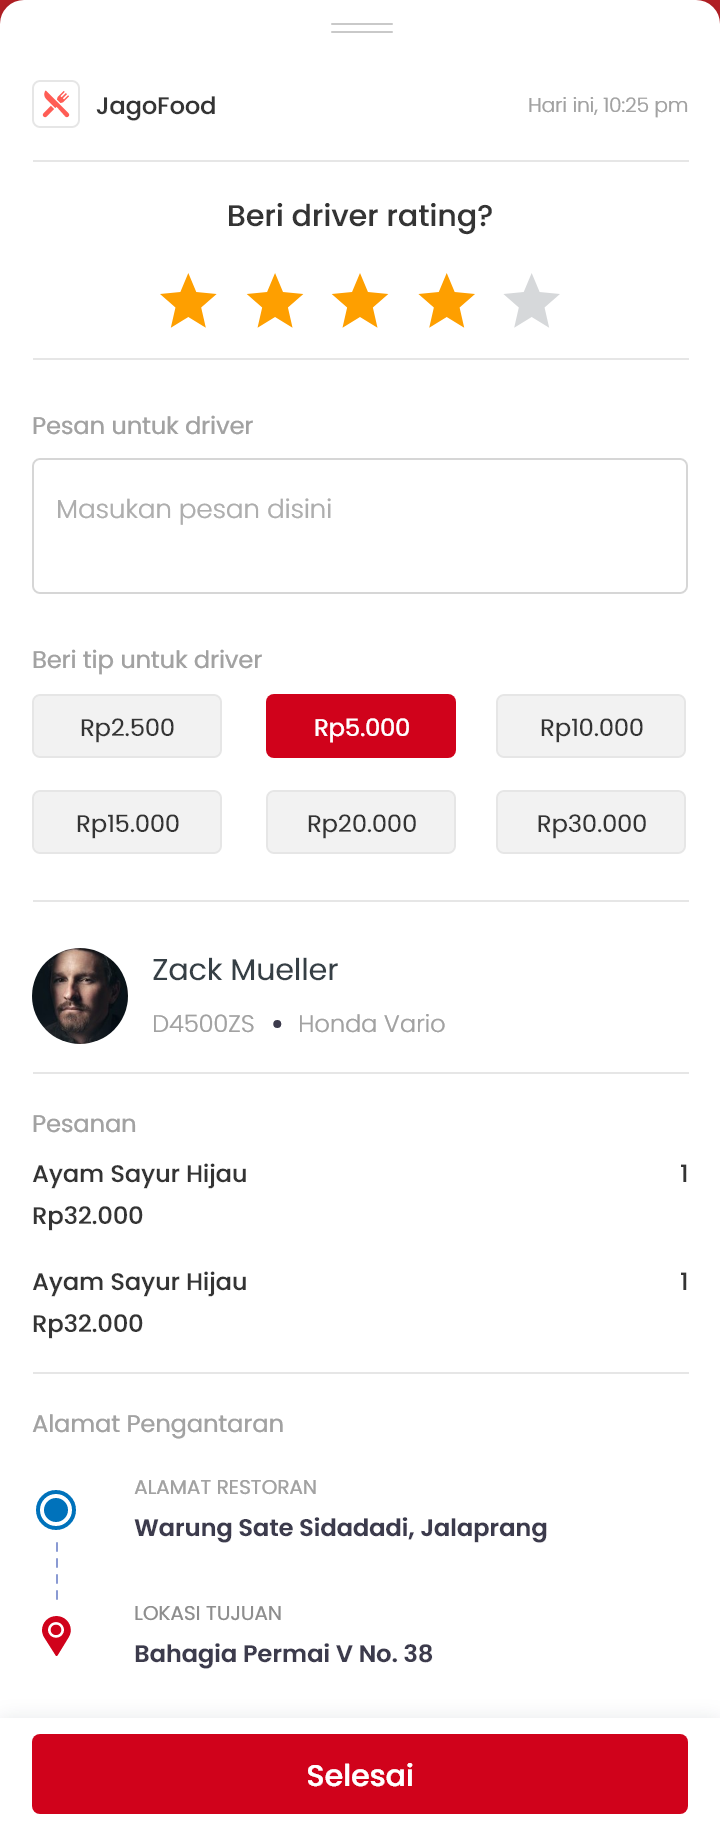 JagoFood
Hari ini, 10:25 pm
Beri driver rating?
Pesan untuk driver
Masukan pesan disini
Beri tip untuk driver
Rp2.500 Rp5.000 Rp10.000
Rp15.000 Rp20.000 Rp30.000
Zack Mueller
D4500ZS • Honda Vario
Pesanan
Ayam Sayur Hijau 1
Rp32.000
Ayam Sayur Hijau 1
Rp32.000
Alamat Pengantaran
ALAMAT RESTORAN
Warung Sate Sidadadi, Jalaprang
LOKASI TUJUAN
Bahagia Permai V No. 38
Selesai